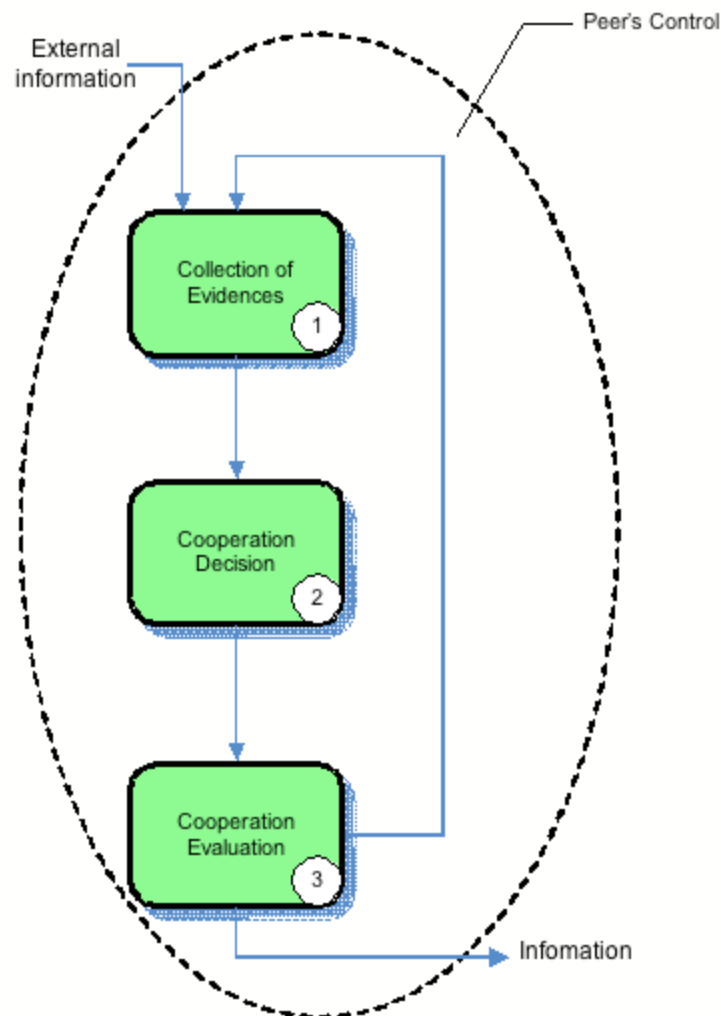 Peer's Control
External
information
Collection of
Evidences
1
Cooperation
Decision
2
Cooperation
Evaluation
3
Infomation